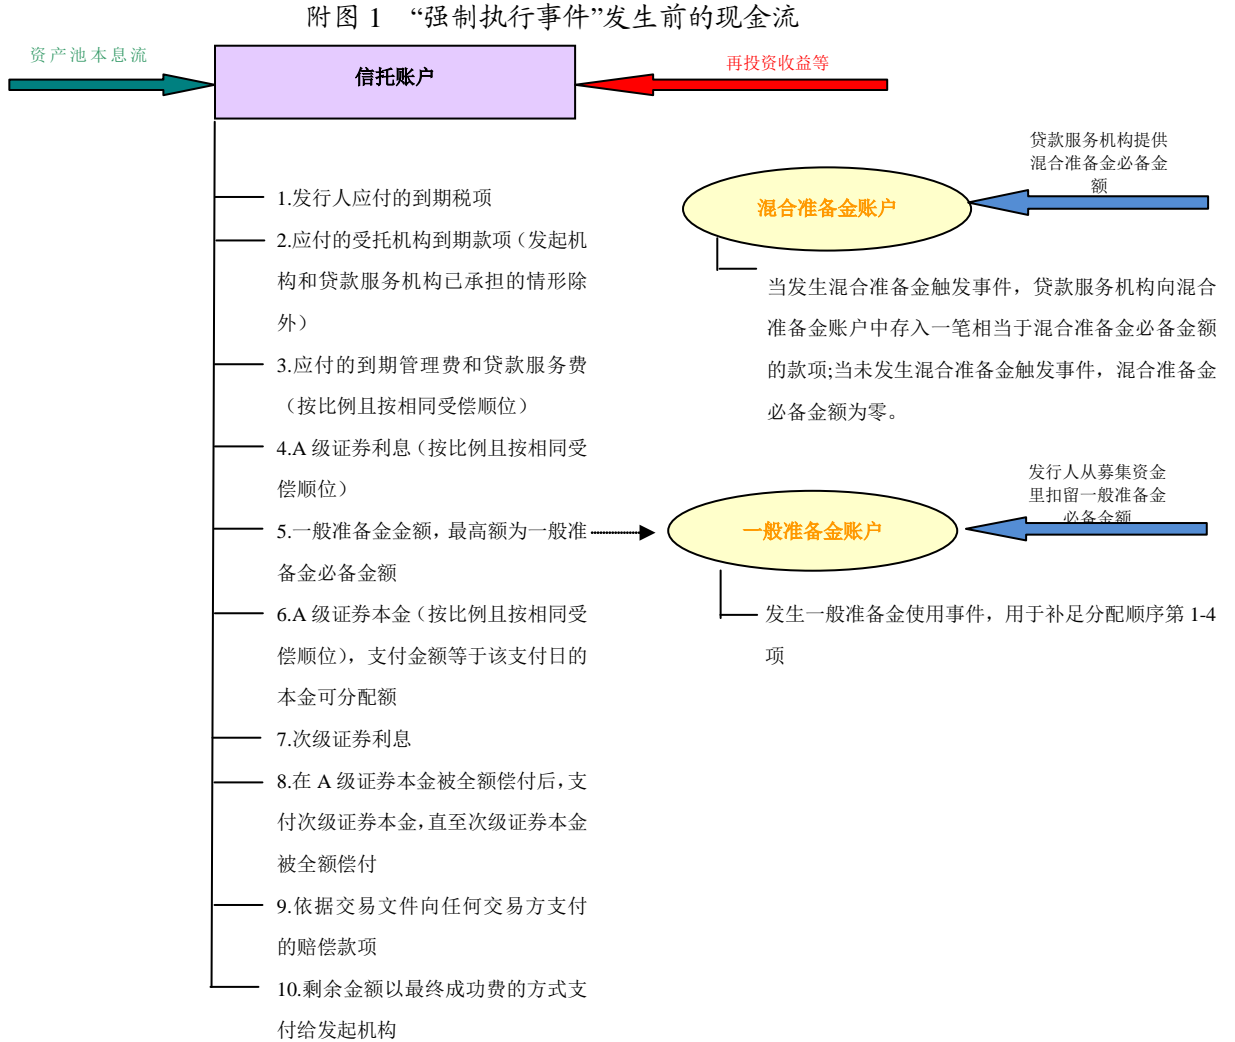 附图 1 “强制执行事件”发生前的现金流
资产池本息流
信托账户
再投资收益等
1.发行人应付的到期税项
2.应付的受托机构到期款项（发起机
构和贷款服务机构已承担的情形除
外）
3.应付的到期管理费和贷款服务费
（按比例且按相同受偿顺位）
4.A 级证券利息（按比例且按相同受
偿顺位）
5.一般准备金金额，最高额为一般准
备金必备金额
6.A 级证券本金（按比例且按相同受
偿顺位），支付金额等于该支付日的
本金可分配额
7.次级证券利息
8.在 A 级证券本金被全额偿付后，支
付次级证券本金，直至次级证券本金
被全额偿付
9.依据交易文件向任何交易方支付
的赔偿款项
10.剩余金额以最终成功费的方式支
付给发起机构
贷款服务机构提供
混合准备金必备金
额
混合准备金账户
当发生混合准备金触发事件，贷款服务机构向混合
准备金账户中存入一笔相当于混合准备金必备金额
的款项;当未发生混合准备金触发事件，混合准备金
必备金额为零。
发行人从募集资金
里扣留一般准备金
必备金额
一般准备金账户
发生一般准备金使用事件，用于补足分配顺序第 1-4
项